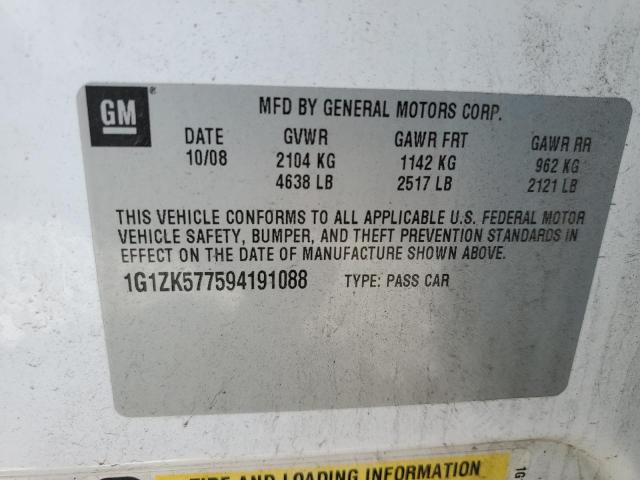 GM
MFD BY GENERAL MOTORS CORP.
DATE GVWR GAWR FRT GAWR RR
10/08 2104 KG 1142 KG 962 KG
4638 LB 2517 LB 2121 LB
THIS VEHICLE CONFORMS TO ALL APPLICABLE U.S. FEDERAL MOTOR
VEHICLE SAFETY, BUMPER, AND THEFT PREVENTION STANDARDS IN
EFFECT ON THE DATE OF MANUFACTURE SHOWN ABOVE.
1G1ZK577594191088 TYPE: PASS CAR
TIRE AND LOADING INFORMATION
1G